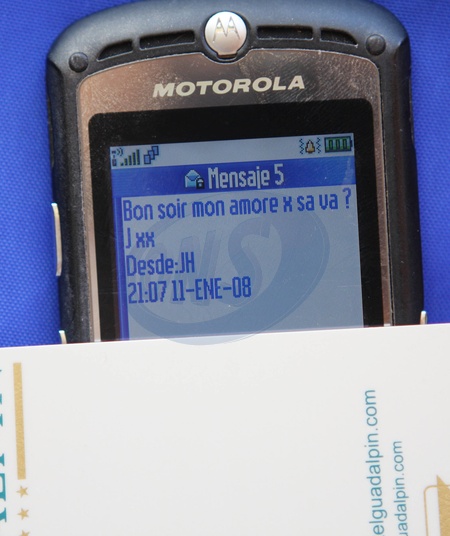 MOTOROLA
Mensaje 5
Bon soir mon amore x sa va ?
J xx
Desde:JH
21:07 11-ENE-08
NS
elguadalpin.com
guadalpin.com